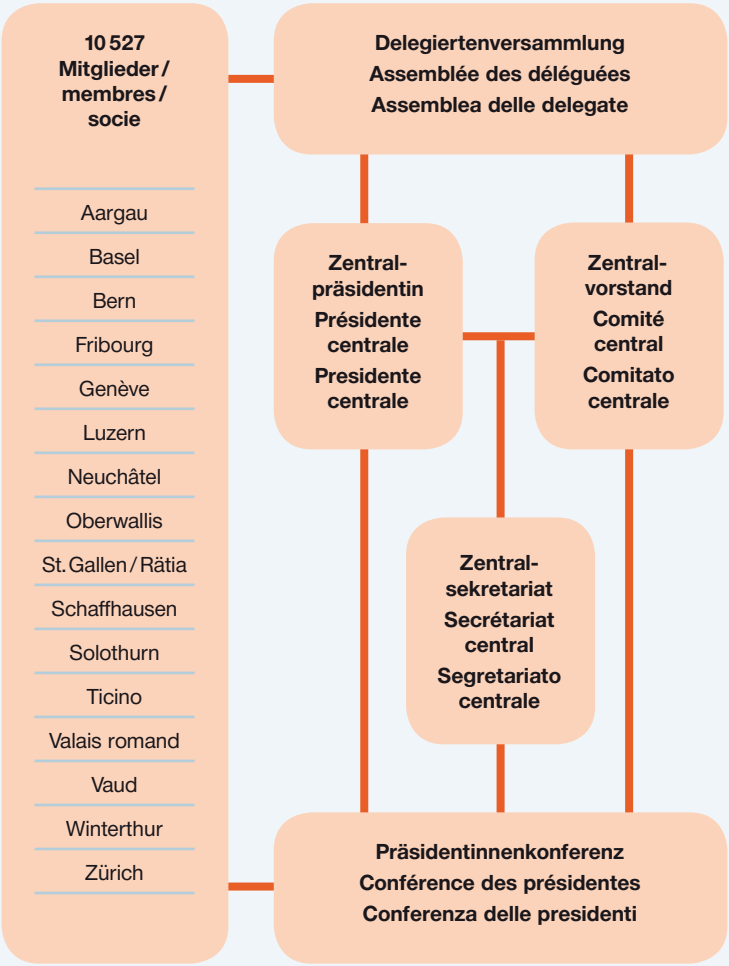 10 527
Mitglieder /
membres /
socie
Aargau
Basel
Bern
Fribourg
Genève
Luzern
Neuchâtel
Oberwallis
St. Gallen / Rätia
Schaffhausen
Solothurn
Ticino
Valais romand
Vaud
Winterthur
Zürich
Delegiertenversammlung
Assemblée des déléguées
Assemblea delle delegate
Zentral-
präsidentin
Présidente
centrale
Presidente
centrale
Zentral-
vorstand
Comité
central
Comitato
centrale
Zentral-
sekretariat
Secrétariat
central
Segretariato
centrale
Präsidentinnenkonferenz
Conférence des présidentes
Conferenza delle presidenti